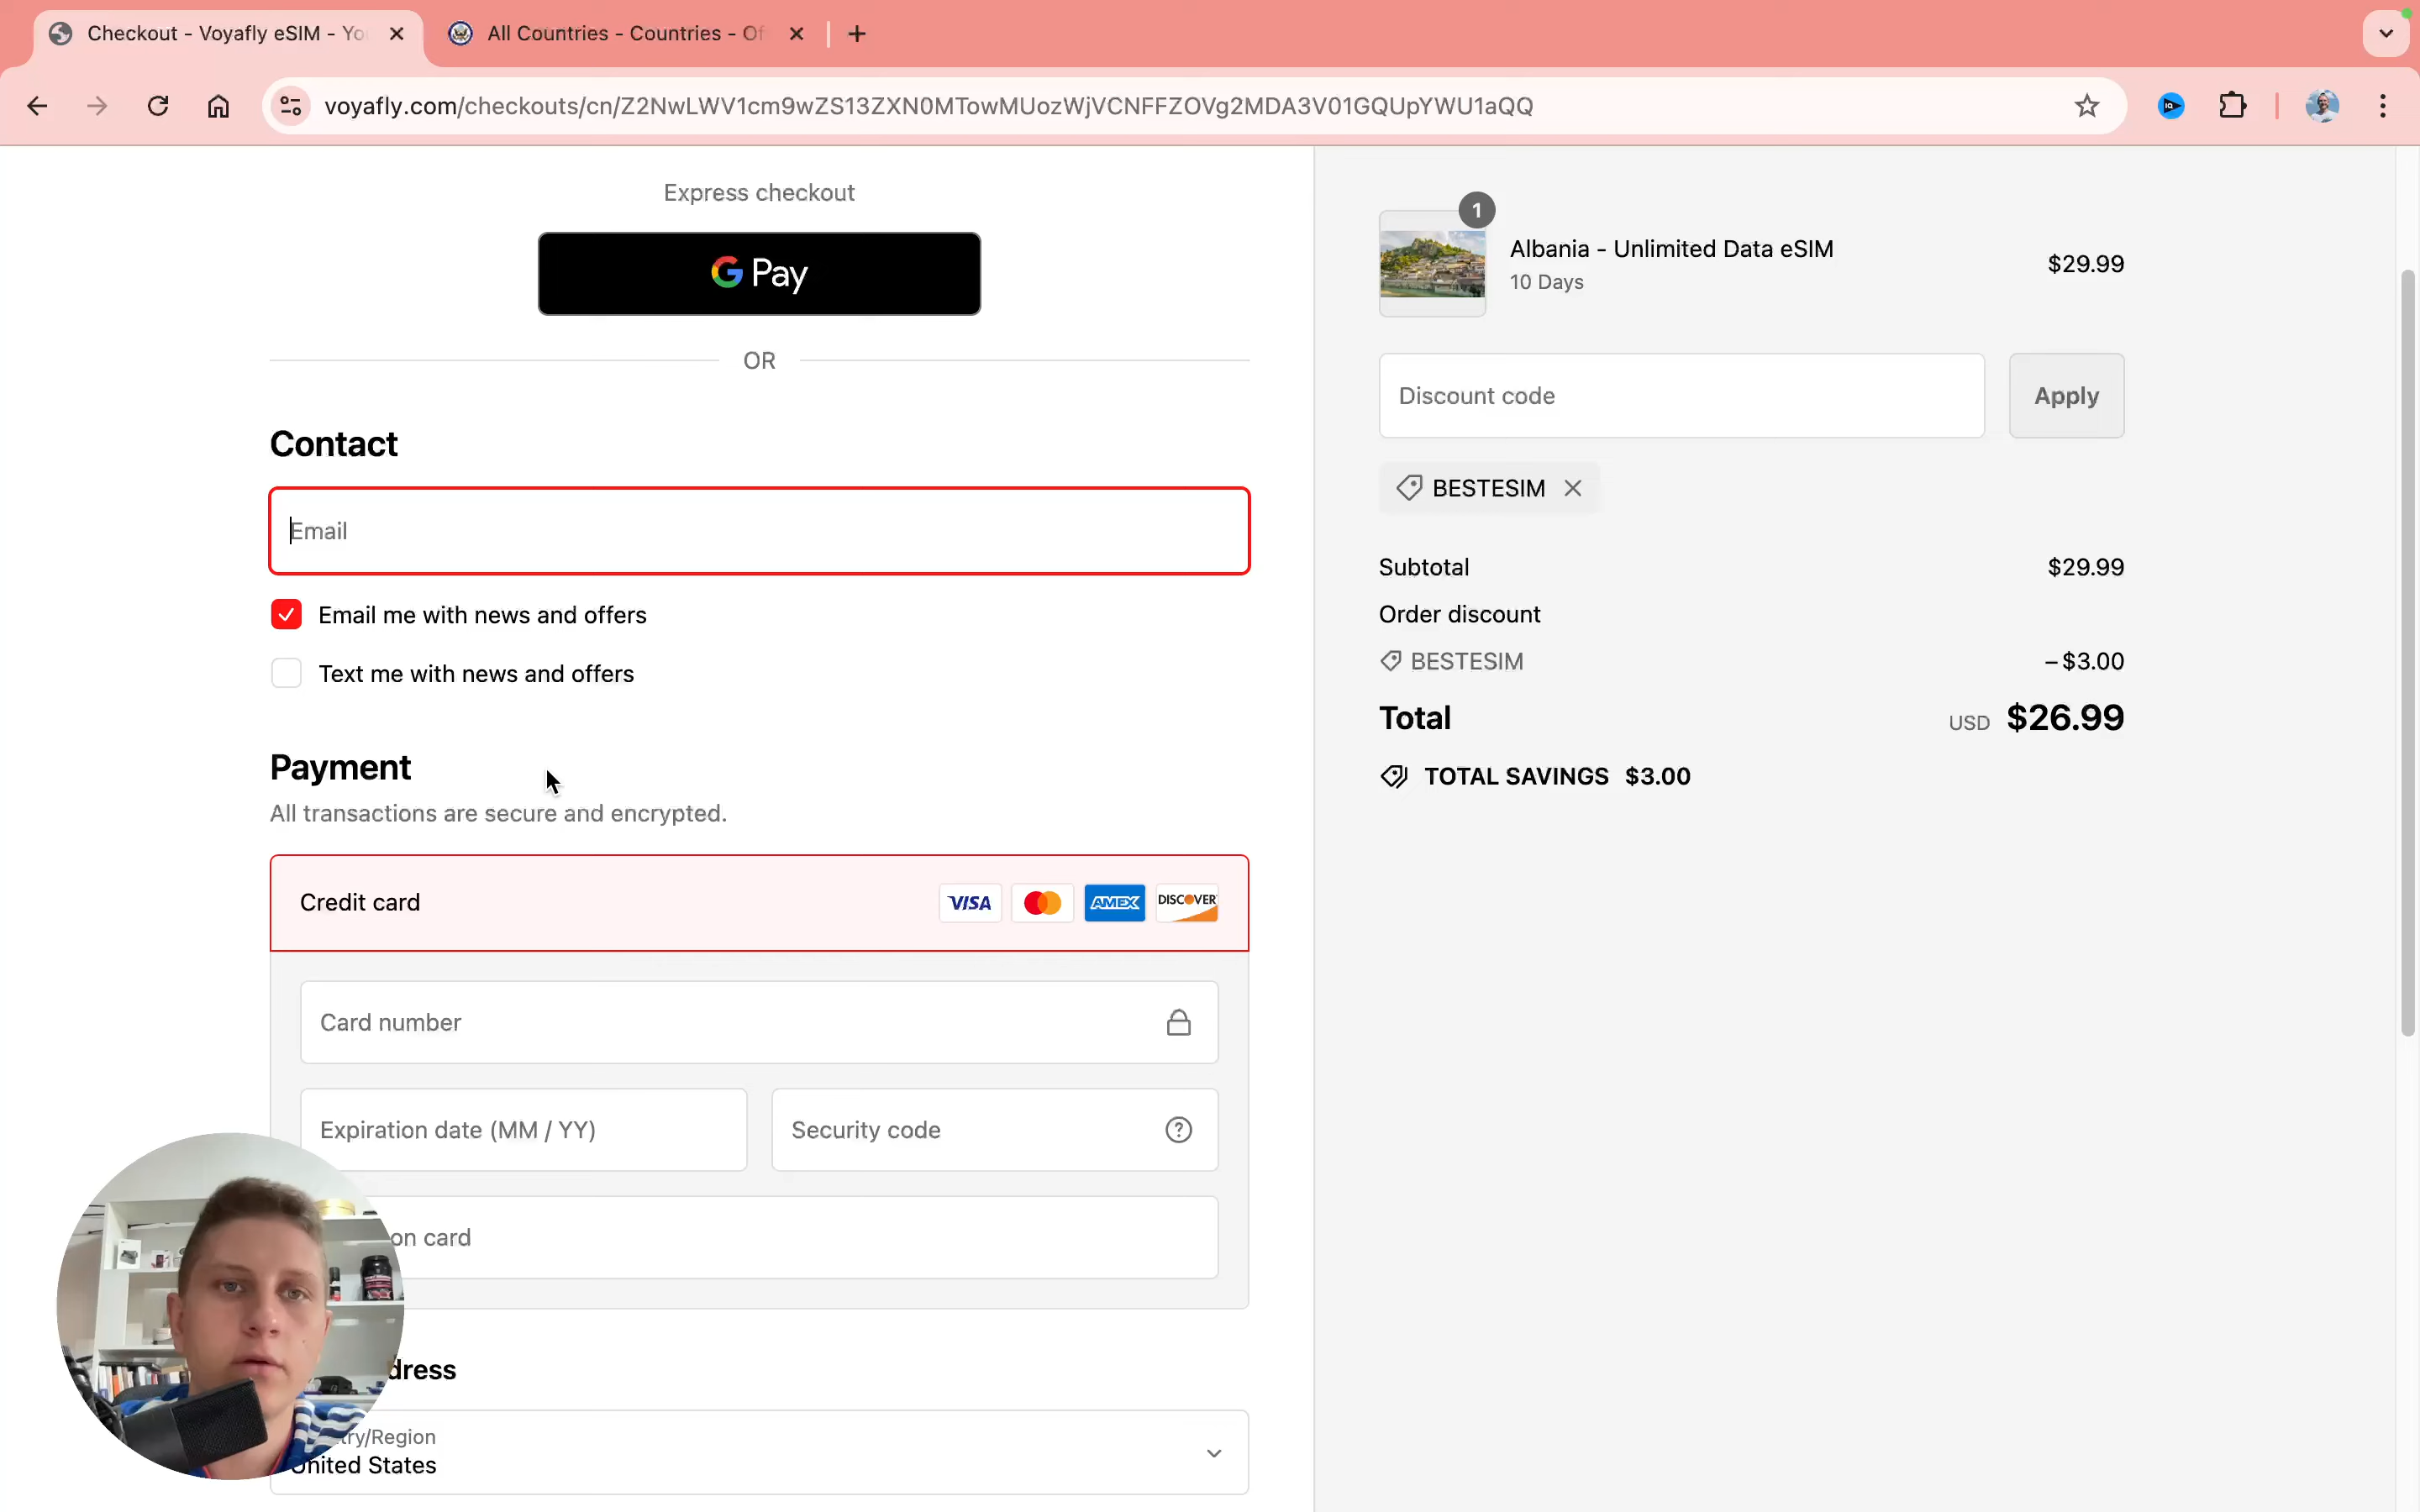 Checkout - Voyafly eSIM - Yo
All Countries - Countries - Of
voyafly.com/checkouts/cn/Z2NwLWV1cm9wZS13ZXN0MTowMUozWjVCNFFZOVg2MDA3V01GQUpYWU1aQQ
Express checkout
G Pay
OR
Contact
Email
Email me with news and offers
Text me with news and offers
Payment
All transactions are secure and encrypted.
Credit card
VISA
AMEX
DISCOVER
Card number
Expiration date (MM / YY)
Security code
on card
dress
try/Region
United States
1
Albania - Unlimited Data eSIM
10 Days
$29.99
Discount code
Apply
BESTESIM
Subtotal
$29.99
Order discount
BESTESIM
–$3.00
Total
USD $26.99
TOTAL SAVINGS $3.00